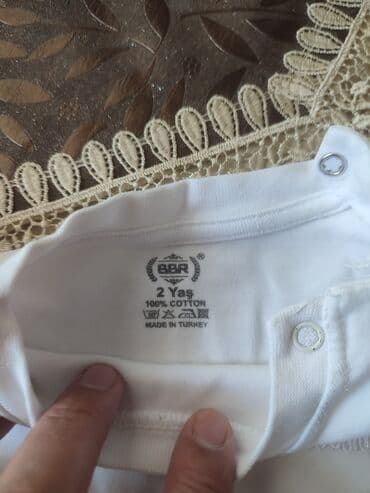 BBR ®
2 Yaş
100% COTTON
MADE IN TURKEY